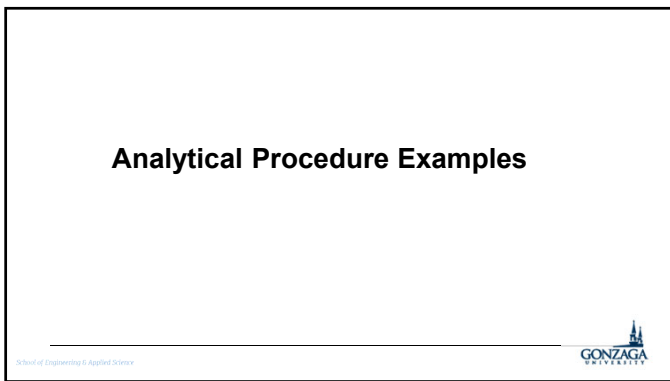 Analytical Procedure Examples
School of Engineering & Applied Science
GONZAGA
UNIVERSITY